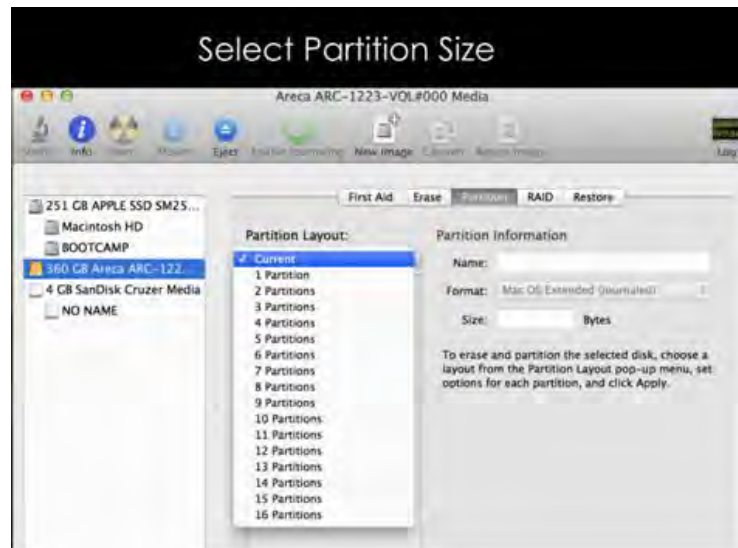 Select Partition Size
Areca ARC-1223-VOL#000 Media
Info
Eject
New Image
Log
First Aid Erase Partition RAID Restore
251 GB APPLE SSD SM25...
Macintosh HD
BOOTCAMP
360 GB Areca ARC-122...
4 GB SanDisk Cruzer Media
NO NAME
Partition Layout:
Current
1 Partition
2 Partitions
3 Partitions
4 Partitions
5 Partitions
6 Partitions
7 Partitions
8 Partitions
9 Partitions
10 Partitions
11 Partitions
12 Partitions
13 Partitions
14 Partitions
15 Partitions
16 Partitions
Partition Information
Name:
Format: Mac OS Extended (Journaled)
Size: Bytes
To erase and partition the selected disk, choose a
layout from the Partition Layout pop-up menu, set
options for each partition, and click Apply.